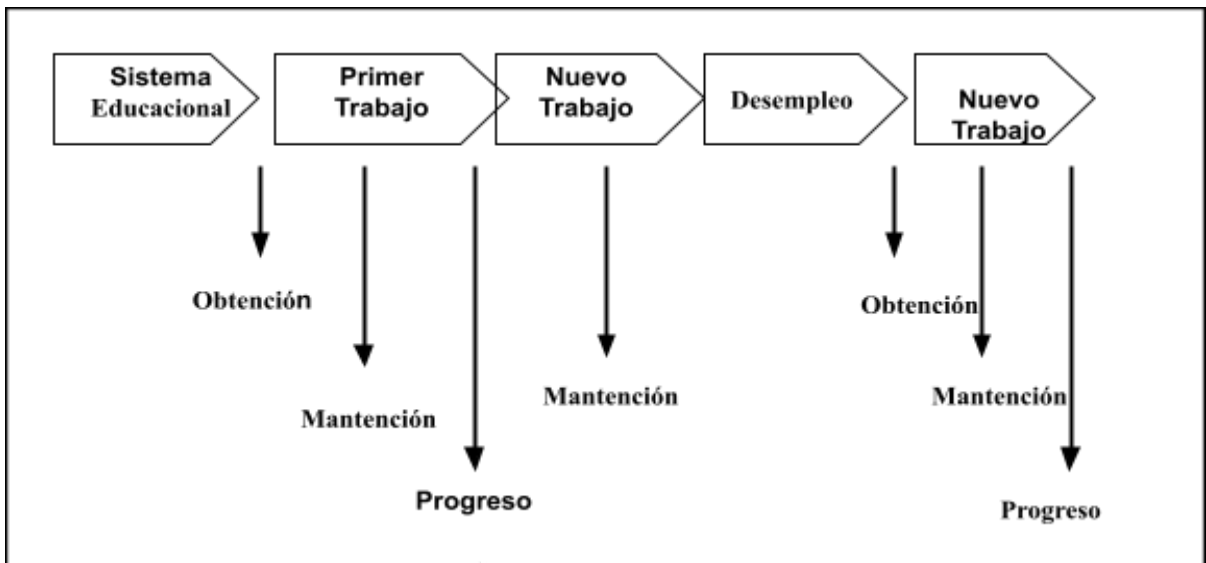 Sistema
Educacional
Primer
Trabajo
Nuevo
Trabajo
Desempleo
Nuevo
Trabajo
Obtención
Mantención
Progreso
Mantención
Obtención
Mantención
Progreso